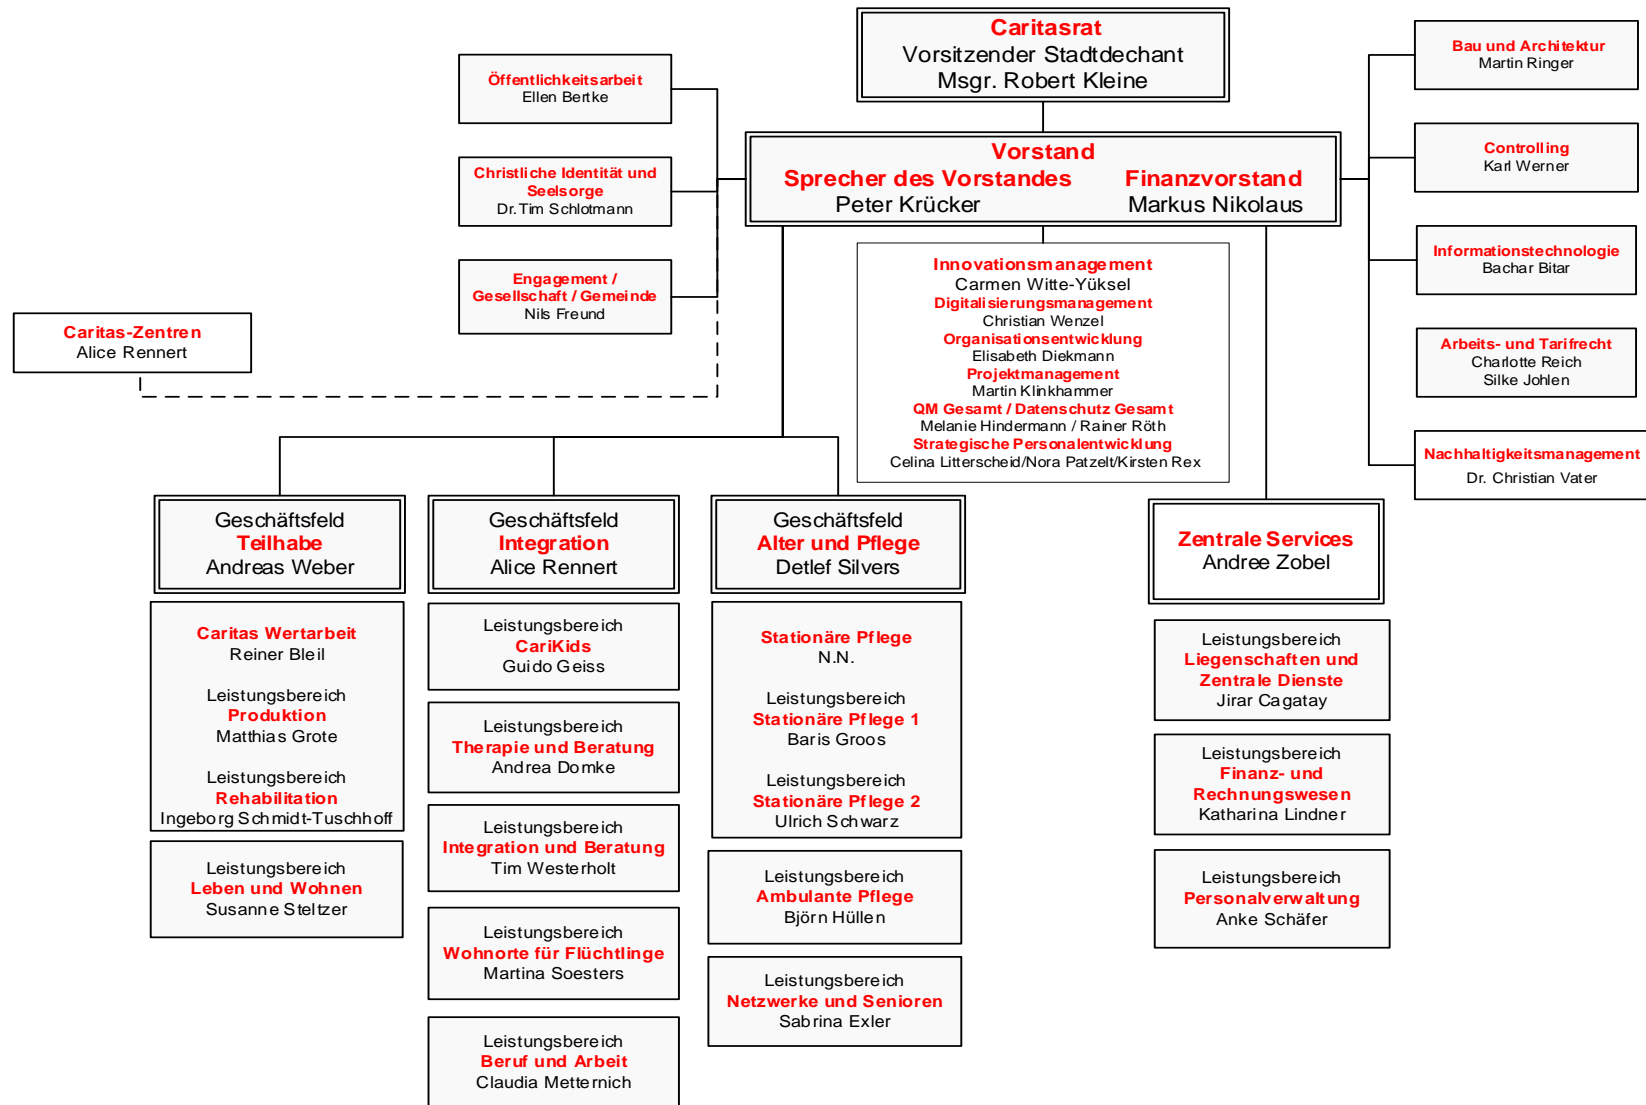 Caritasrat
Vorsitzender Stadtdechant
Msgr. Robert Kleine
Vorstand
Sprecher des Vorstandes Finanzvorstand
Peter Krücker Markus Nikolaus
Öffentlichkeitsarbeit
Ellen Bertke
Christliche Identität und
Seelsorge
Dr. Tim Schlotmann
Engagement /
Gesellschaft / Gemeinde
Nils Freund
Caritas-Zentren
Alice Rennert
Innovationsmanagement
Carmen Witte-Yüksel
Digitalisierungsmanagement
Christian Wenzel
Organisationsentwicklung
Elisabeth Diekmann
Projektmanagement
Martin Klinkhammer
QM Gesamt / Datenschutz Gesamt
Melanie Hindermann / Rainer Röth
Strategische Personalentwicklung
Celina Litterscheid/Nora Patzelt/Kirsten Rex
Bau und Architektur
Martin Ringer
Controlling
Karl Werner
Informationstechnologie
Bachar Bitar
Arbeits- und Tarifrecht
Charlotte Reich
Silke Johlen
Nachhaltigkeitsmanagement
Dr. Christian Vater
Geschäftsfeld
Teilhabe
Andreas Weber
Caritas Wertarbeit
Reiner Bleil
Leistungsbereich
Produktion
Matthias Grote
Leistungsbereich
Rehabilitation
Ingeborg Schmidt-Tuschhoff
Leistungsbereich
Leben und Wohnen
Susanne Steltzer
Geschäftsfeld
Integration
Alice Rennert
Leistungsbereich
CariKids
Guido Geiss
Leistungsbereich
Therapie und Beratung
Andrea Domke
Leistungsbereich
Integration und Beratung
Tim Westerholt
Leistungsbereich
Wohnorte für Flüchtlinge
Martina Soesters
Leistungsbereich
Beruf und Arbeit
Claudia Metternich
Geschäftsfeld
Alter und Pflege
Detlef Silvers
Stationäre Pflege
N.N.
Leistungsbereich
Stationäre Pflege 1
Baris Groos
Leistungsbereich
Stationäre Pflege 2
Ulrich Schwarz
Leistungsbereich
Ambulante Pflege
Björn Hüllen
Leistungsbereich
Netzwerke und Senioren
Sabrina Exler
Zentrale Services
Andree Zobel
Leistungsbereich
Liegenschaften und
Zentrale Dienste
Jirar Cagatay
Leistungsbereich
Finanz- und
Rechnungswesen
Katharina Lindner
Leistungsbereich
Personalverwaltung
Anke Schäfer